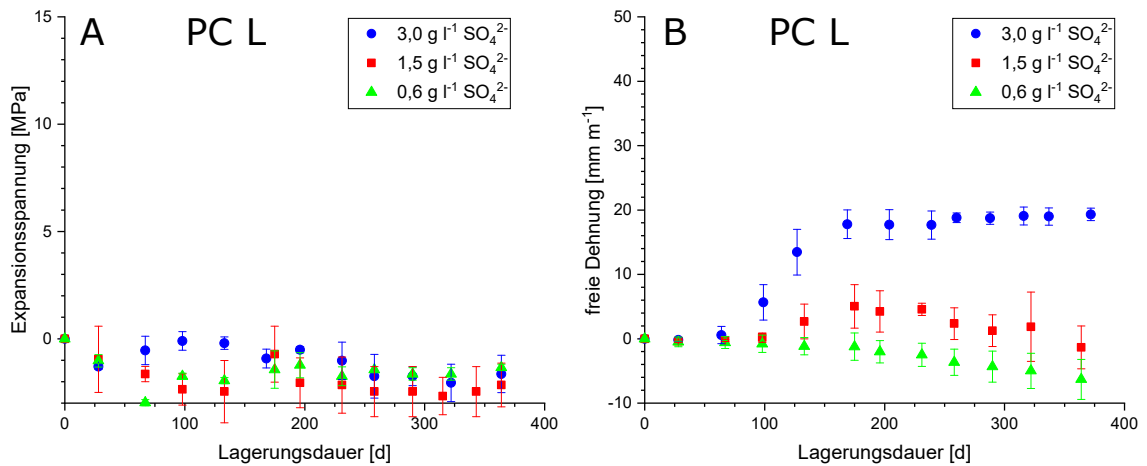 A PC L
3,0 g l⁻¹ SO₄²⁻
1,5 g l⁻¹ SO₄²⁻
0,6 g l⁻¹ SO₄²⁻
Expansionsspannung [MPa]
15
10
5
0
0 100 200 300 400
Lagerungsdauer [d]
B PC L
3,0 g l⁻¹ SO₄²⁻
1,5 g l⁻¹ SO₄²⁻
0,6 g l⁻¹ SO₄²⁻
freie Dehnung [mm m⁻¹]
50
40
30
20
10
0
-10
0 100 200 300 400
Lagerungsdauer [d]